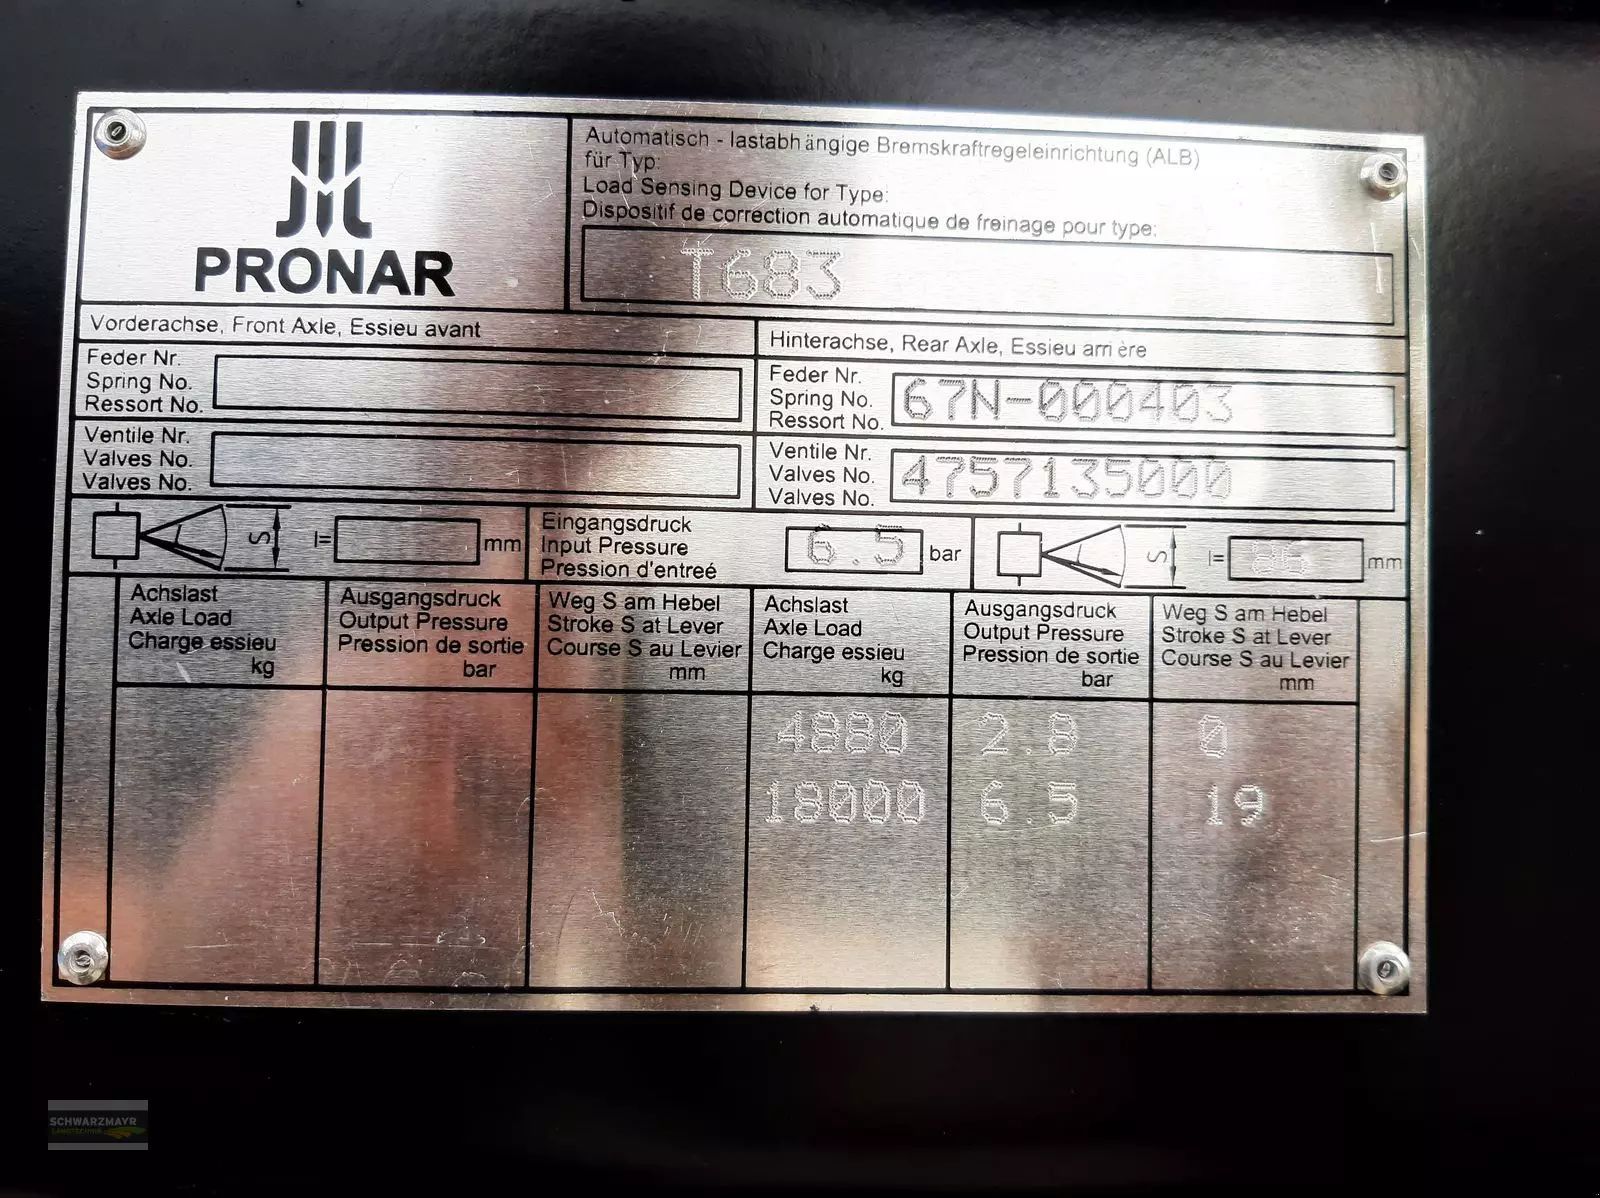 PRONAR
Automatisch - lastabhängige Bremskraftregeleinrichtung (ALB)
für Typ:
Load Sensing Device for Type:
Dispositif de correction automatique de freinage pour type:
T683
Vorderachse, Front Axle, Essieu avant
Feder Nr.
Spring No.
Ressort No.
Ventile Nr.
Valves No.
Valves No.
Hinterachse, Rear Axle, Essieu arrière
Feder Nr.
Spring No.
Ressort No.
67N-000403
Ventile Nr.
Valves No.
Valves No.
4757135000
S
l=
mm
Eingangsdruck
Input Pressure
Pression d'entreé
6.5
bar
S
l=
86
mm
Achslast
Axle Load
Charge essieu
kg
Ausgangsdruck
Output Pressure
Pression de sortie
bar
Weg S am Hebel
Stroke S at Lever
Course S au Levier
mm
Achslast
Axle Load
Charge essieu
kg
Ausgangsdruck
Output Pressure
Pression de sortie
bar
Weg S am Hebel
Stroke S at Lever
Course S au Levier
mm
4880 2.8 0
18000 6.5 19
SCHWARZMAYR
LANDTECHNIK